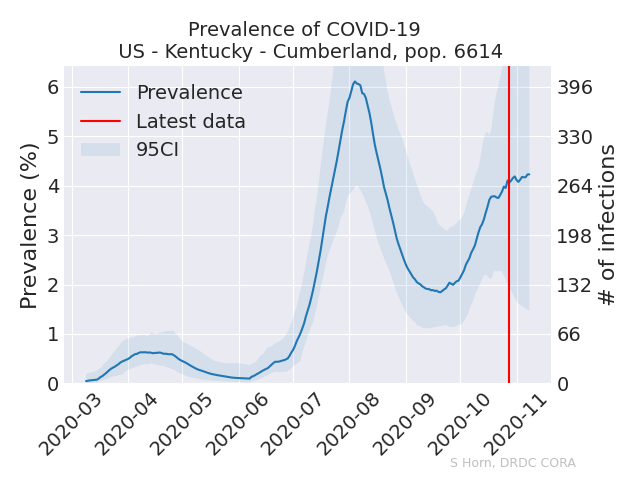 Prevalence of COVID-19
US - Kentucky - Cumberland, pop. 6614
Prevalence
Latest data
95CI
Prevalence (%)
6
5
4
3
2
1
0
396
330
264
198
132
66
0
# of infections
2020-03
2020-04
2020-05
2020-06
2020-07
2020-08
2020-09
2020-10
2020-11
S Horn, DRDC CORA